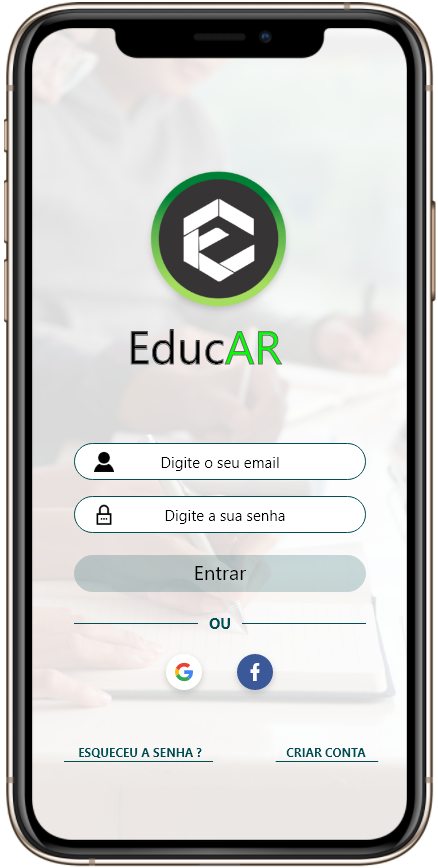 EducAR
Digite o seu email
Digite a sua senha
Entrar
OU
ESQUECEU A SENHA ?
CRIAR CONTA